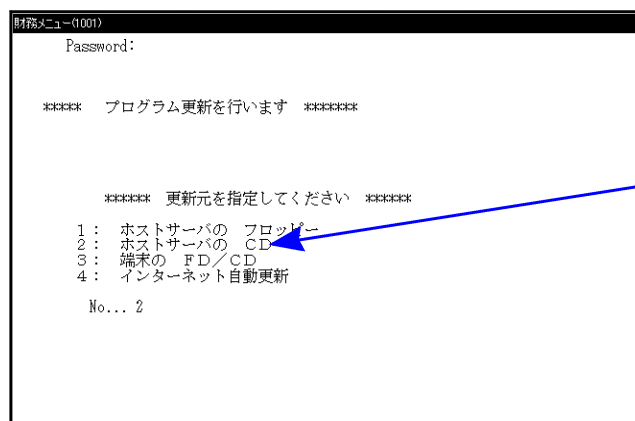 財務メニュー(1001)
Password:
***** プログラム更新を行います *******
****** 更新元を指定してください ******
1: ホストサーバの フロッピー
2: ホストサーバの CD
3: 端末の FD/CD
4: インターネット自動更新
No... 2